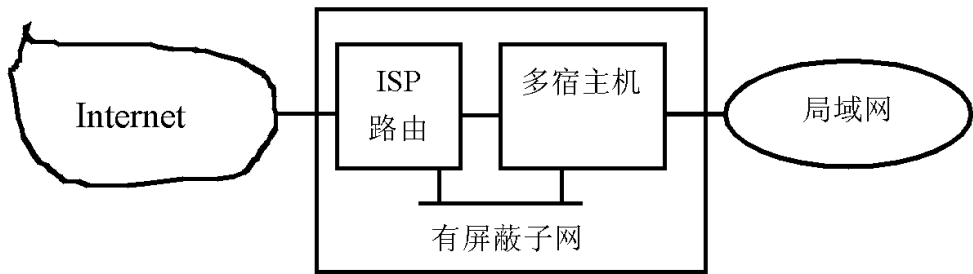 Internet
ISP
路由
多宿主机
局域网
有屏蔽子网